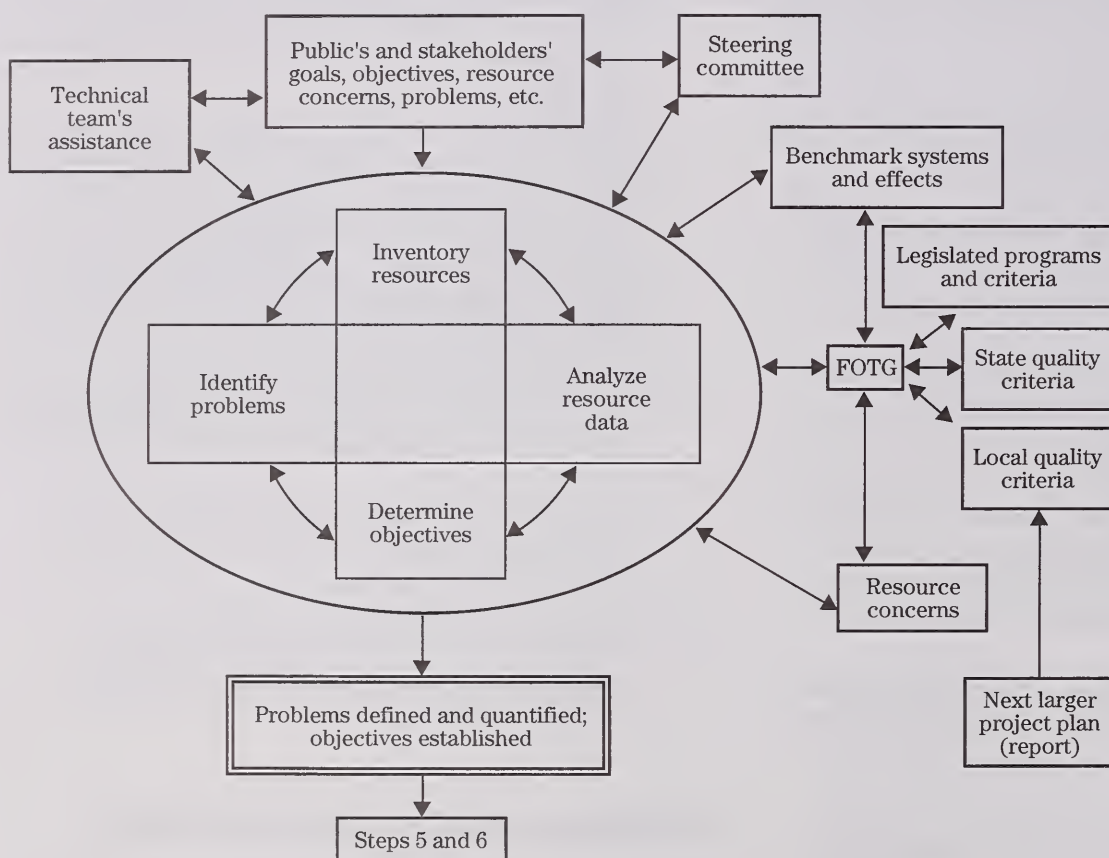 Public's and stakeholders'
goals, objectives, resource
concerns, problems, etc.
Steering
committee
Technical
team's
assistance
Benchmark systems
and effects
Legislated programs
and criteria
FOTG
State quality
criteria
Local quality
criteria
Inventory
resources
Identify
problems
Analyze
resource
data
Determine
objectives
Resource
concerns
Next larger
project plan
(report)
Problems defined and quantified;
objectives established
Steps 5 and 6